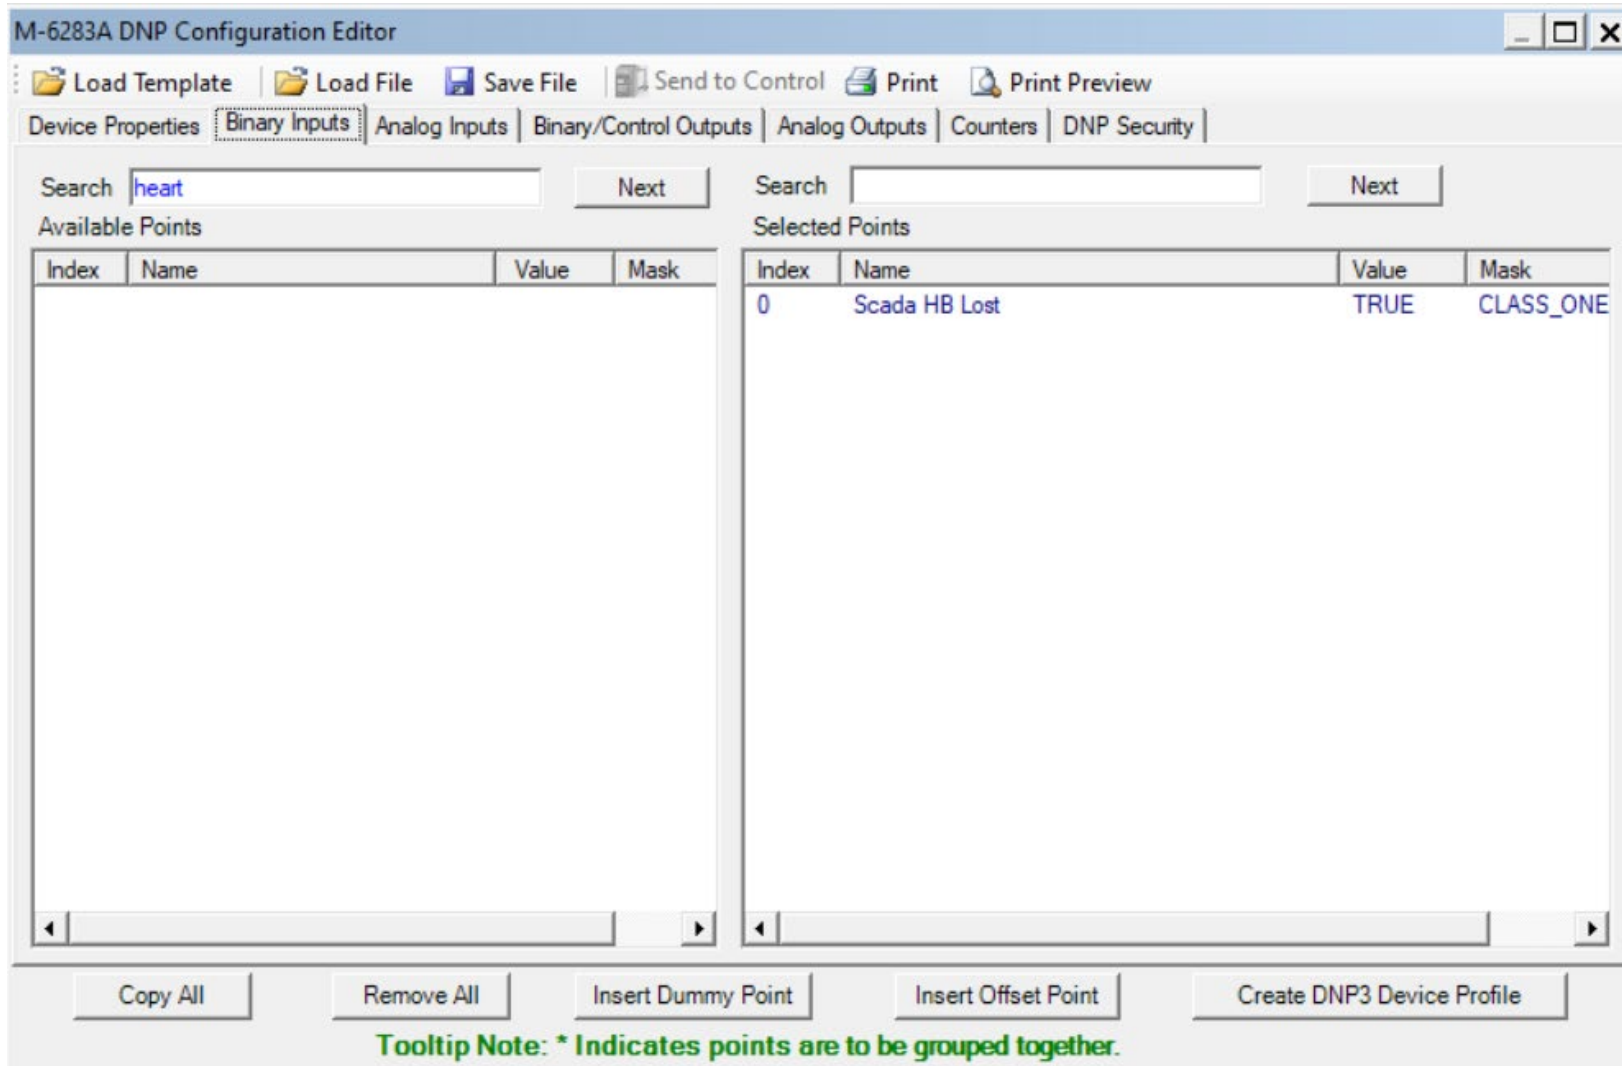 M-6283A DNP Configuration Editor
Load Template Load File Save File Send to Control Print Print Preview
Device Properties Binary Inputs Analog Inputs Binary/Control Outputs Analog Outputs Counters DNP Security
Search heart Next Search Next
Available Points Selected Points
Index Name Value Mask Index Name Value Mask
0 Scada HB Lost TRUE CLASS_ONE
Copy All Remove All Insert Dummy Point Insert Offset Point Create DNP3 Device Profile
Tooltip Note: * Indicates points are to be grouped together.